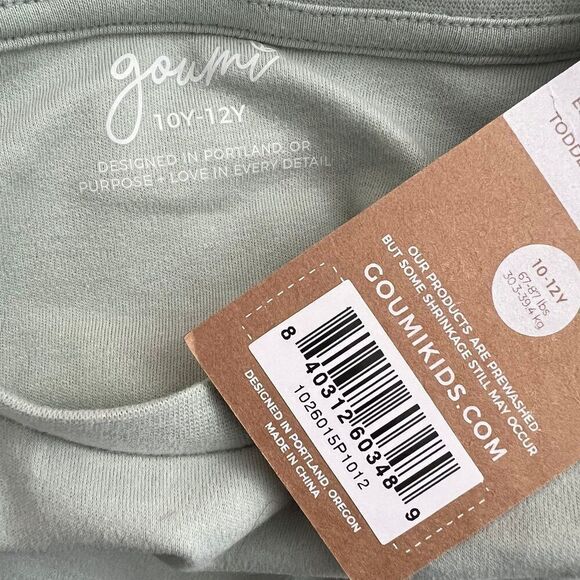 goumi
10Y-12Y
DESIGNED IN PORTLAND, OR
PURPOSE + LOVE IN EVERY DETAIL
10-12Y
67-87 lbs
30.3-39.4 kg
OUR PRODUCTS ARE PREWASHED
BUT SOME SHRINKAGE STILL MAY OCCUR
GOUMIKIDS.COM
8 40312 60348 9
1026015P1012
DESIGNED IN PORTLAND, OREGON
MADE IN CHINA